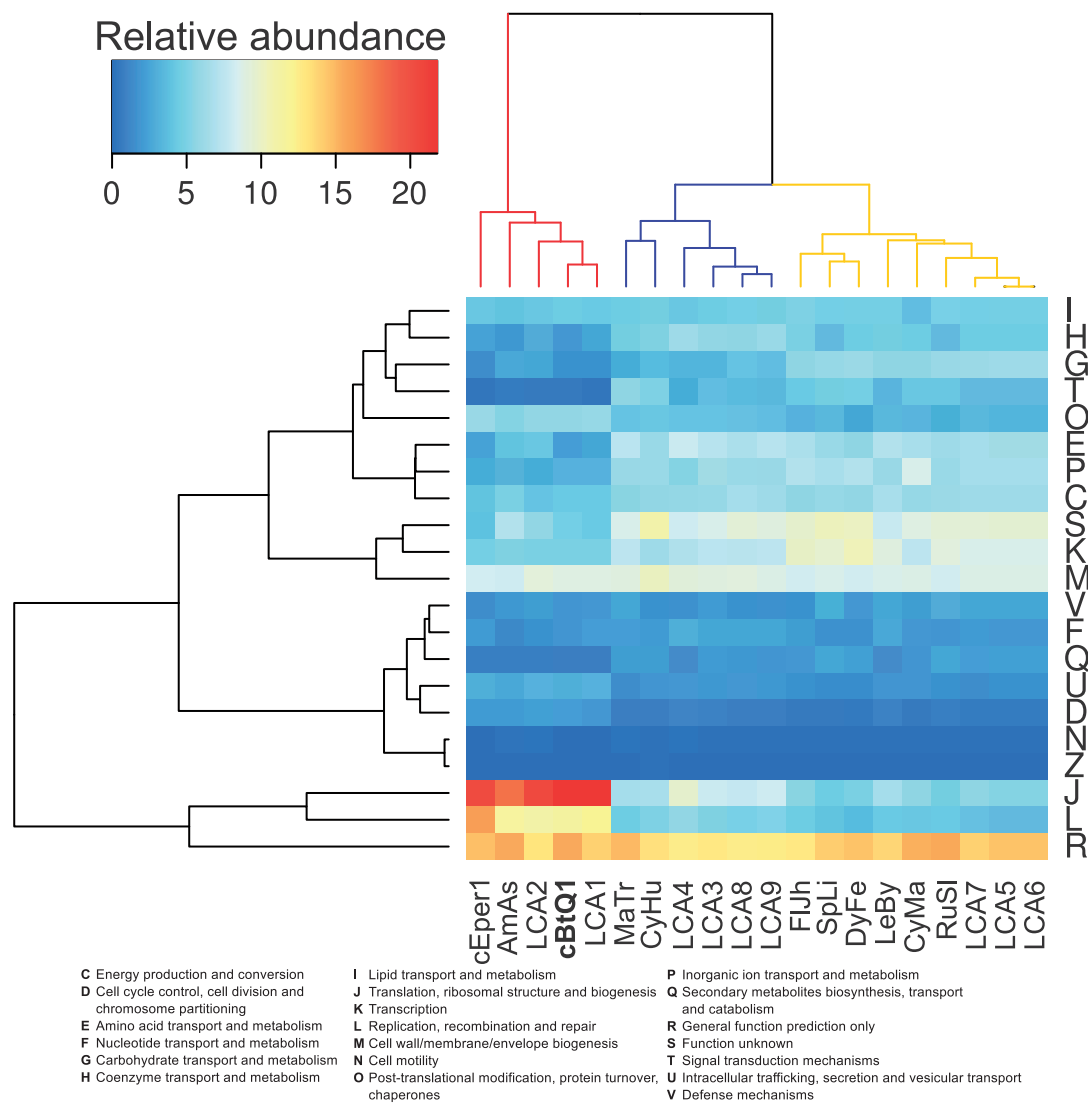 Relative abundance
0 5 10 15 20
I
H
G
T
O
E
P
C
S
K
M
V
F
Q
U
D
N
Z
J
L
R
cEper1
AmAs
LCA2
cBtQ1
LCA1
MaTr
CyHu
LCA4
LCA3
LCA8
LCA9
FlJh
SpLi
DyFe
LeBy
CyMa
RuSl
LCA7
LCA5
LCA6
C Energy production and conversion
D Cell cycle control, cell division and
chromosome partitioning
E Amino acid transport and metabolism
F Nucleotide transport and metabolism
G Carbohydrate transport and metabolism
H Coenzyme transport and metabolism
I Lipid transport and metabolism
J Translation, ribosomal structure and biogenesis
K Transcription
L Replication, recombination and repair
M Cell wall/membrane/envelope biogenesis
N Cell motility
O Post-translational modification, protein turnover,
chaperones
P Inorganic ion transport and metabolism
Q Secondary metabolites biosynthesis, transport
and catabolism
R General function prediction only
S Function unknown
T Signal transduction mechanisms
U Intracellular trafficking, secretion and vesicular transport
V Defense mechanisms